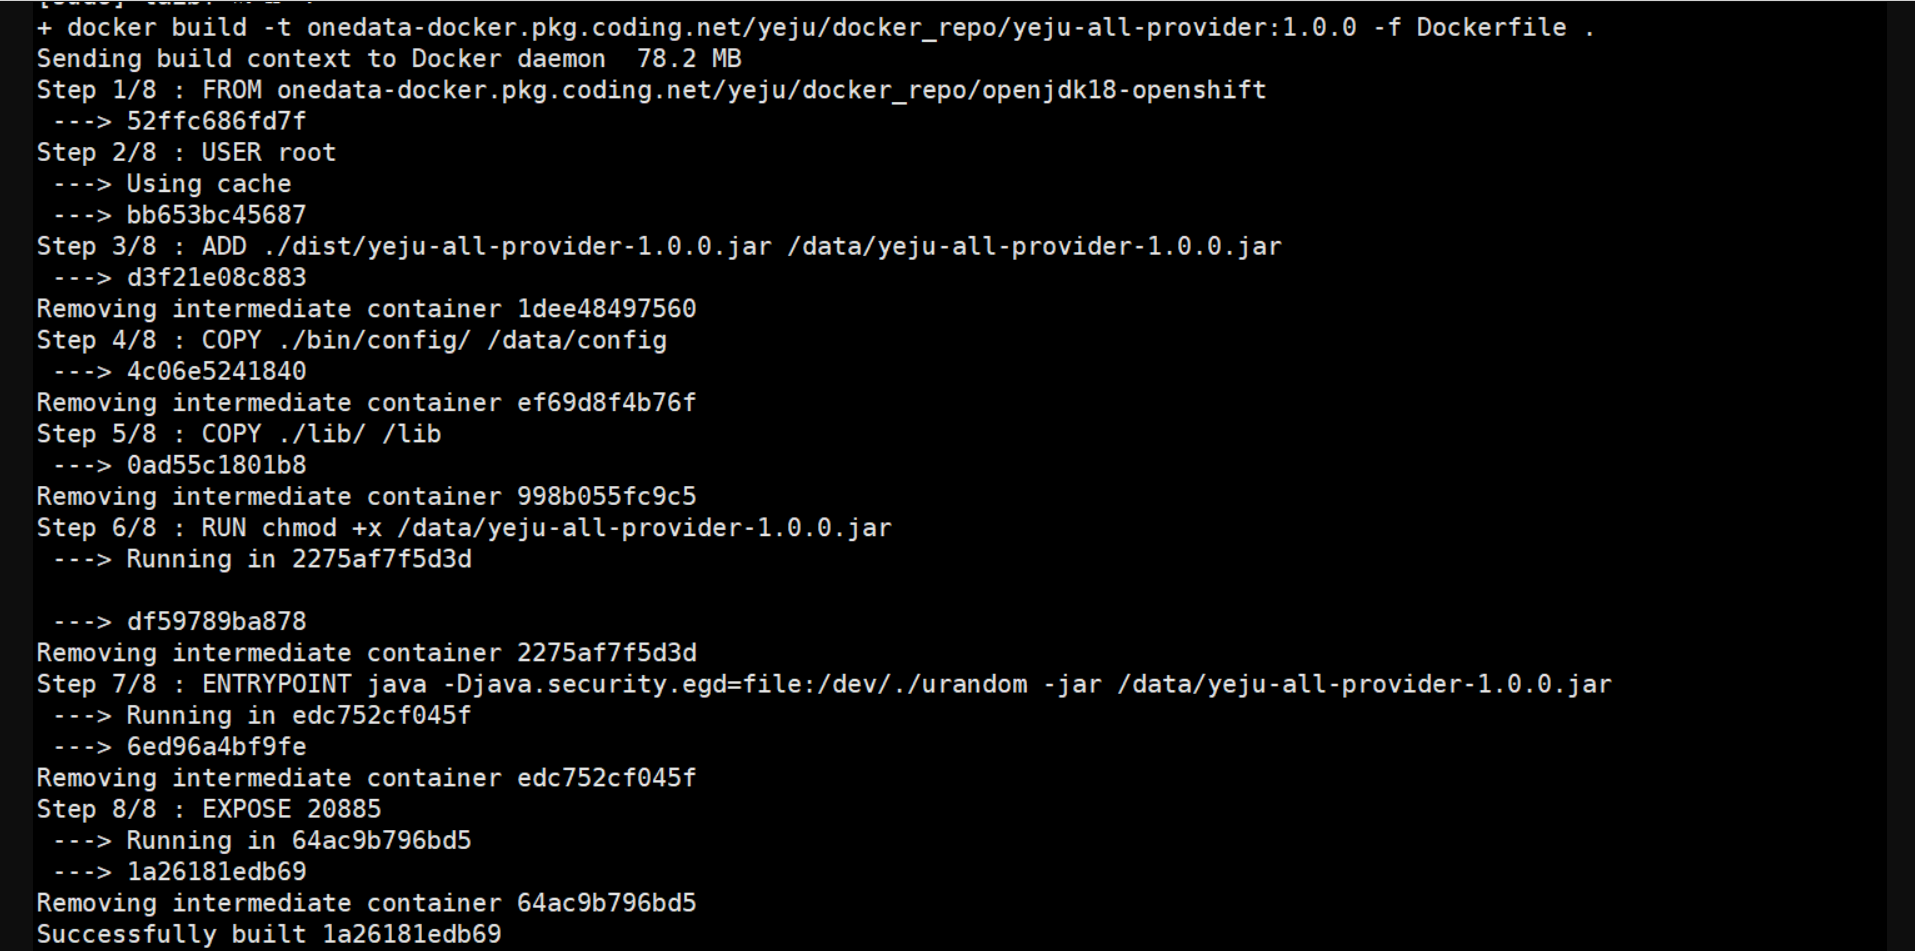 + docker build -t onedata-docker.pkg.coding.net/yeju/docker_repo/yeju-all-provider:1.0.0 -f Dockerfile .
Sending build context to Docker daemon  78.2 MB
Step 1/8 : FROM onedata-docker.pkg.coding.net/yeju/docker_repo/openjdk18-openshift
 ---> 52ffc686fd7f
Step 2/8 : USER root
 ---> Using cache
 ---> bb653bc45687
Step 3/8 : ADD ./dist/yeju-all-provider-1.0.0.jar /data/yeju-all-provider-1.0.0.jar
 ---> d3f21e08c883
Removing intermediate container 1dee48497560
Step 4/8 : COPY ./bin/config/ /data/config
 ---> 4c06e5241840
Removing intermediate container ef69d8f4b76f
Step 5/8 : COPY ./lib/ /lib
 ---> 0ad55c1801b8
Removing intermediate container 998b055fc9c5
Step 6/8 : RUN chmod +x /data/yeju-all-provider-1.0.0.jar
 ---> Running in 2275af7f5d3d
 ---> df59789ba878
Removing intermediate container 2275af7f5d3d
Step 7/8 : ENTRYPOINT java -Djava.security.egd=file:/dev/./urandom -jar /data/yeju-all-provider-1.0.0.jar
 ---> Running in edc752cf045f
 ---> 6ed96a4bf9fe
Removing intermediate container edc752cf045f
Step 8/8 : EXPOSE 20885
 ---> Running in 64ac9b796bd5
 ---> 1a26181edb69
Removing intermediate container 64ac9b796bd5
Successfully built 1a26181edb69